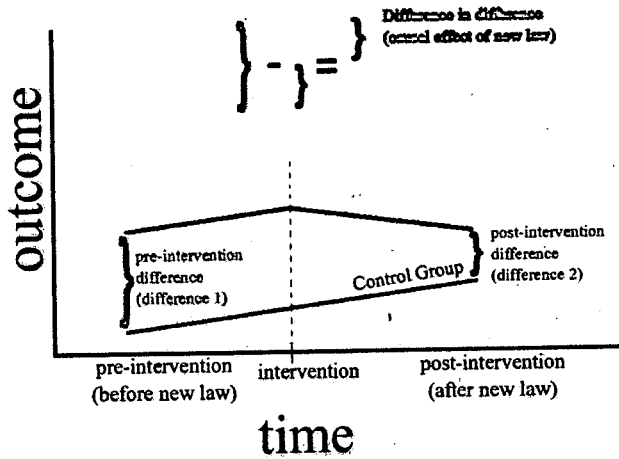 } - } = } Difference in difference
(causal effect of new law)
outcome
pre-intervention
difference
(difference 1)
Control Group
post-intervention
difference
(difference 2)
pre-intervention
(before new law)
intervention
post-intervention
(after new law)
time